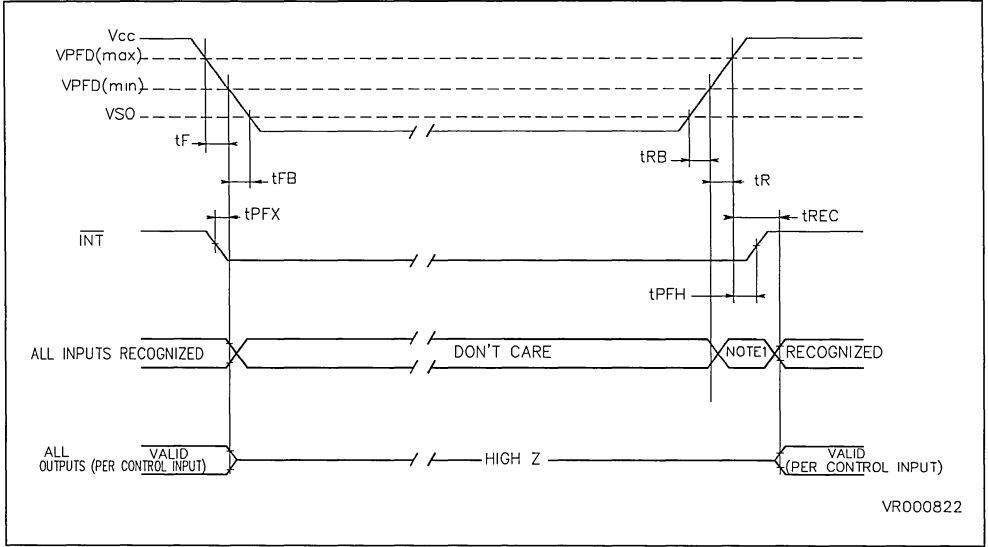 Vcc
VPFD(max)
VPFD(min)
VSO
tF
tFB
tRB
tR
tPFX
tREC
INT
tPFH
ALL INPUTS RECOGNIZED
DON'T CARE
NOTE1
RECOGNIZED
ALL
OUTPUTS (PER CONTROL INPUT)
VALID
HIGH Z
VALID
(PER CONTROL INPUT)
VR000822